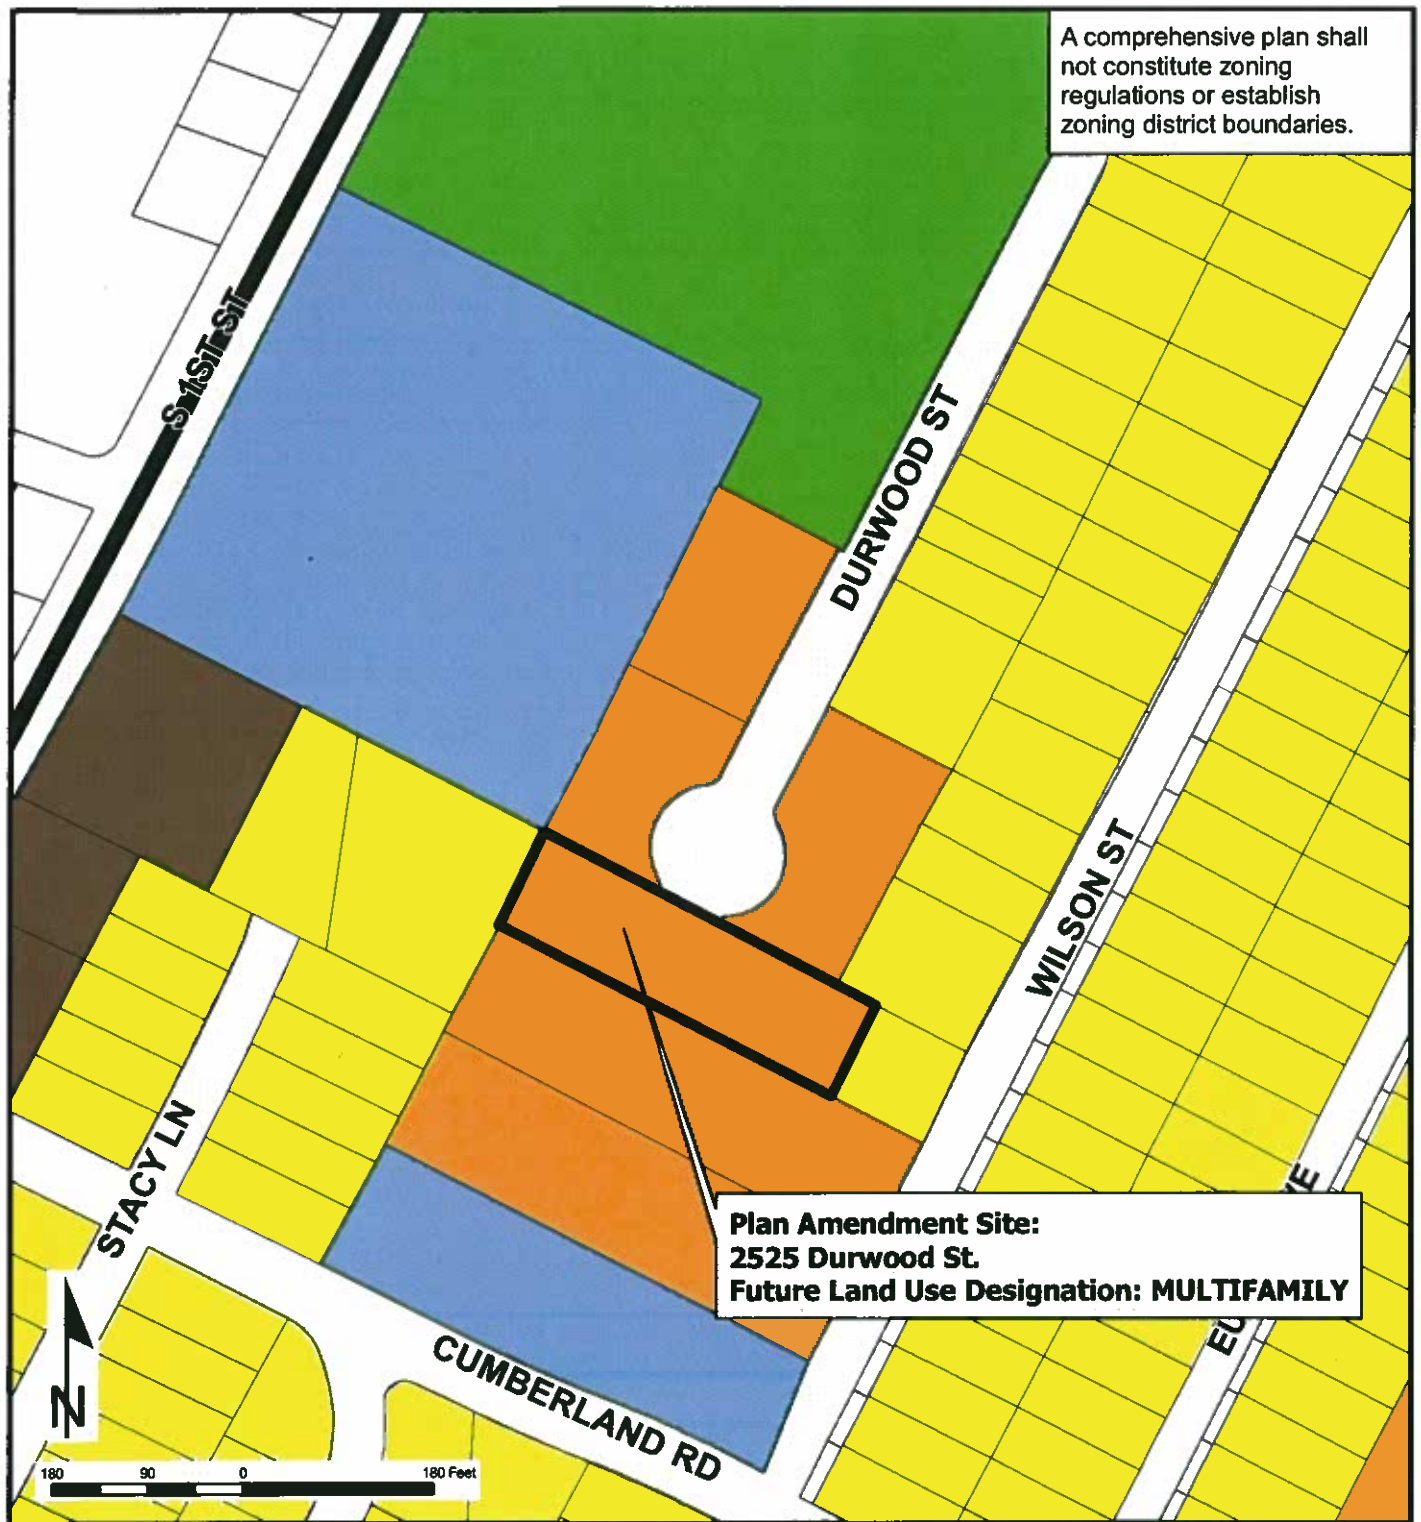 A comprehensive plan shall
not constitute zoning
regulations or establish
zoning district boundaries.
S 1ST ST
DURWOOD ST
WILSON ST
STACY LN
Plan Amendment Site:
2525 Durwood St.
Future Land Use Designation: MULTIFAMILY
CUMBERLAND RD
N
180 90 0 180 Feet